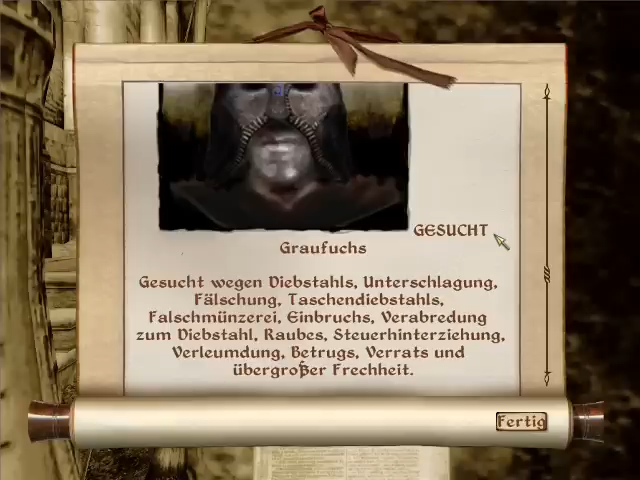 GESUCHT
Graufuchs
Gesucht wegen Diebstahls, Unterschlagung,
Fälschung, Taschendiebstahls,
Falschmünzerei, Einbruchs, Verabredung
zum Diebstahl, Raubes, Steuerhinterziehung,
Verleumdung, Betrugs, Verrats und
übergroßer Frechheit.
Fertig